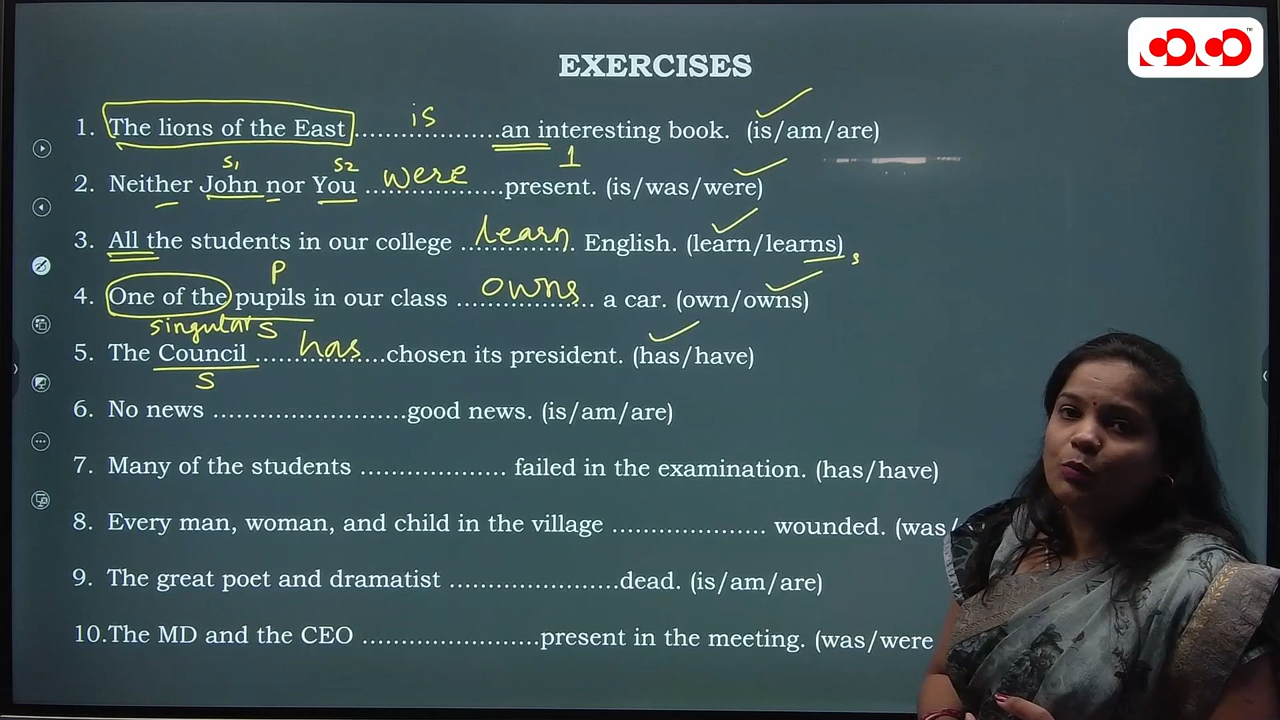 EXERCISES
1. The lions of the East ........is........ an interesting book. (is/am/are)
1
S1 S2
2. Neither John nor You ....were........ present. (is/was/were)
3. All the students in our college ....learn.... English. (learn/learns) s
P
4. One of the pupils in our class ....owns.... a car. (own/owns)
singular S
5. The Council ........has........ chosen its president. (has/have)
S
6. No news ........................ good news. (is/am/are)
7. Many of the students .................. failed in the examination. (has/have)
8. Every man, woman, and child in the village ................... wounded. (was/
9. The great poet and dramatist ..................... dead. (is/am/are)
10. The MD and the CEO ...................... present in the meeting. (was/were